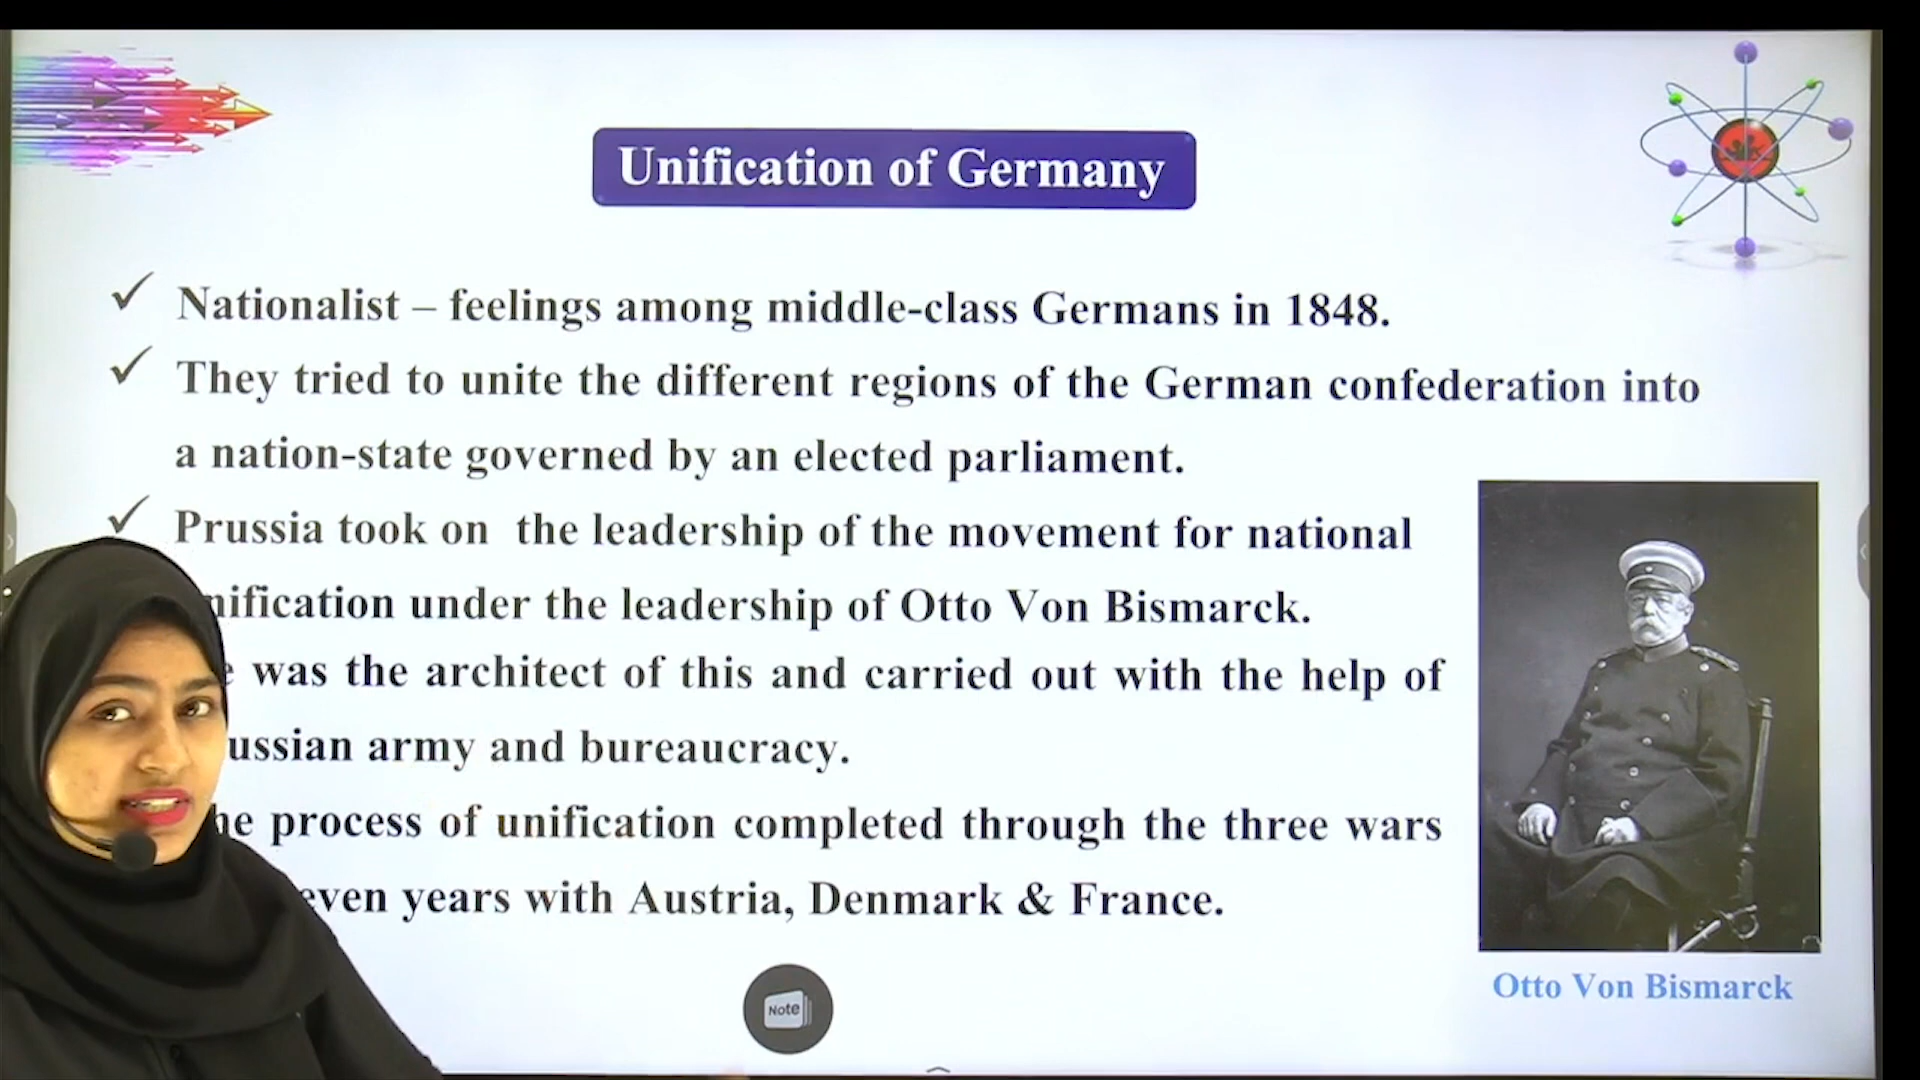 Unification of Germany
Nationalist – feelings among middle-class Germans in 1848.
They tried to unite the different regions of the German confederation into
a nation-state governed by an elected parliament.
Prussia took on the leadership of the movement for national
nification under the leadership of Otto Von Bismarck.
e was the architect of this and carried out with the help of
ussian army and bureaucracy.
he process of unification completed through the three wars
even years with Austria, Denmark & France.
Note
Otto Von Bismarck